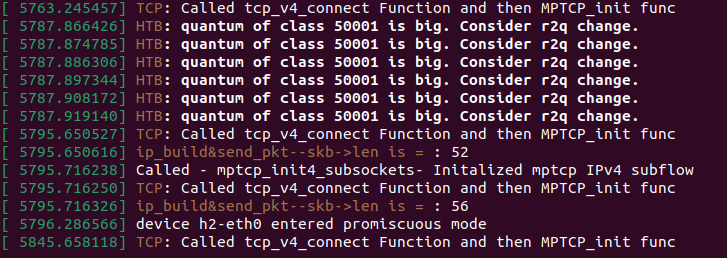 [ 5763.245457] TCP: Called tcp_v4_connect Function and then MPTCP_init func
[ 5787.866426] HTB: quantum of class 50001 is big. Consider r2q change.
[ 5787.874785] HTB: quantum of class 50001 is big. Consider r2q change.
[ 5787.886306] HTB: quantum of class 50001 is big. Consider r2q change.
[ 5787.897344] HTB: quantum of class 50001 is big. Consider r2q change.
[ 5787.908172] HTB: quantum of class 50001 is big. Consider r2q change.
[ 5787.919140] HTB: quantum of class 50001 is big. Consider r2q change.
[ 5795.650527] TCP: Called tcp_v4_connect Function and then MPTCP_init func
[ 5795.650616] ip_build&send_pkt--skb->len is = : 52
[ 5795.716238] Called - mptcp_init4_subsockets- Initalized mptcp IPv4 subflow
[ 5795.716250] TCP: Called tcp_v4_connect Function and then MPTCP_init func
[ 5795.716326] ip_build&send_pkt--skb->len is = : 56
[ 5796.286566] device h2-eth0 entered promiscuous mode
[ 5845.658118] TCP: Called tcp_v4_connect Function and then MPTCP_init func